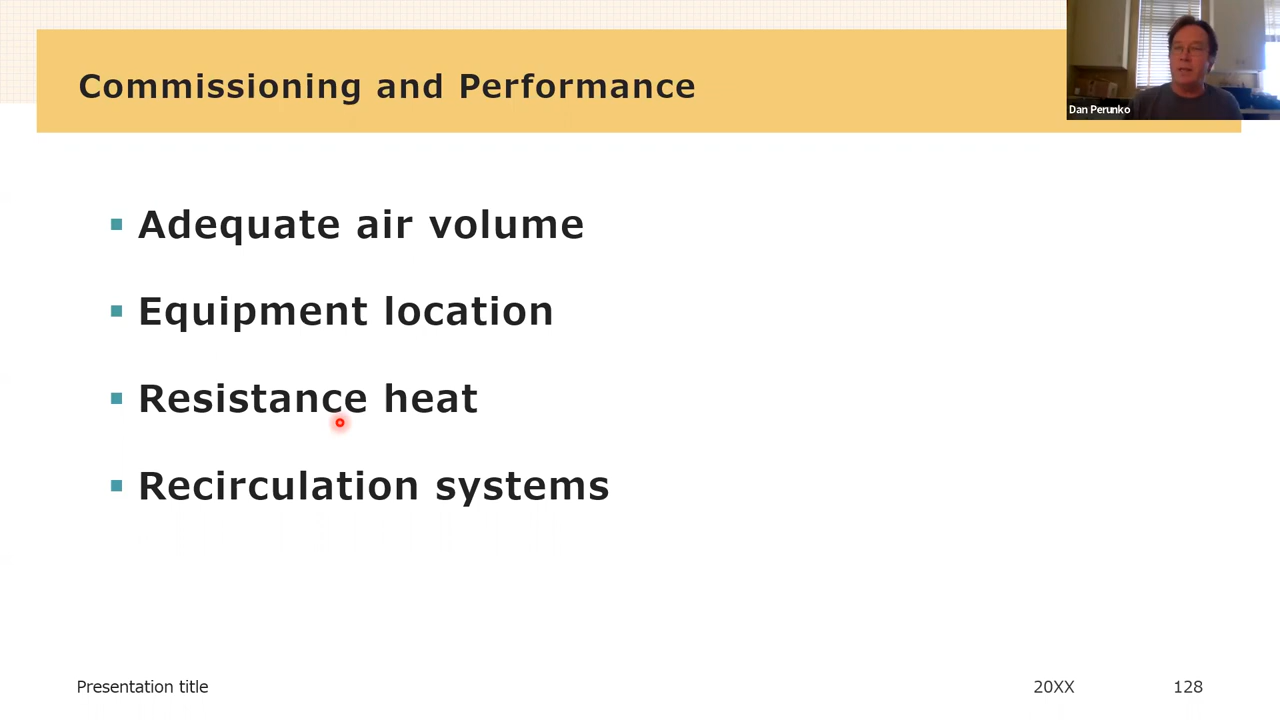 Commissioning and Performance
Dan Perunko
Adequate air volume
Equipment location
Resistance heat
Recirculation systems
Presentation title
20XX
128